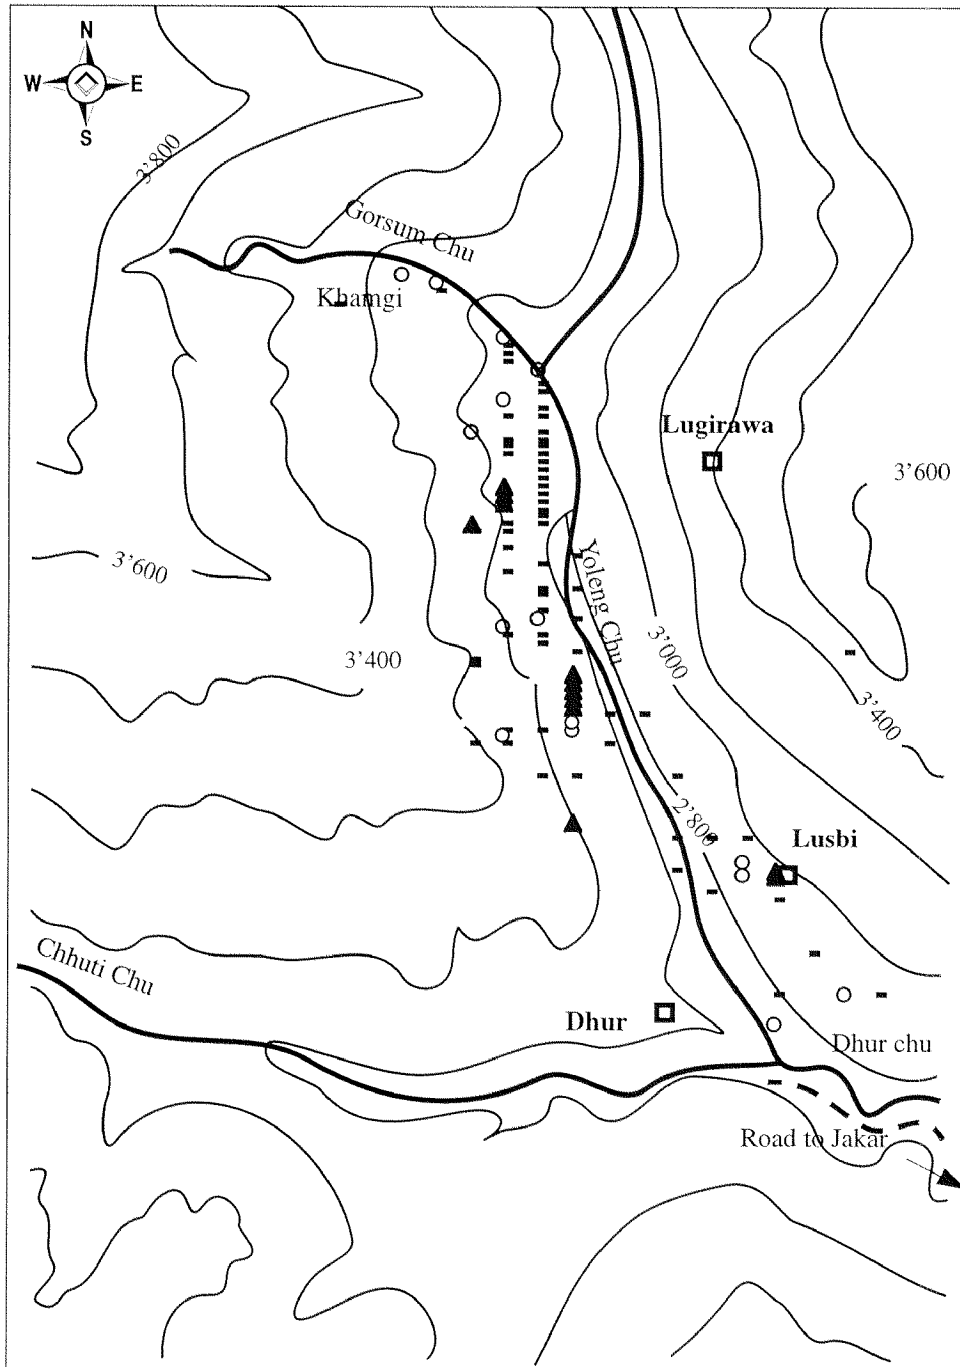 N
W E
S
3’800
Gorsum Chu
Khamgi
Lugirawa
3’600
3’600
Yoleng Chu
3’000
3’400
3’400
2’800
Lusbi
Chhuti Chu
Dhur
Dhur chu
Road to Jakar